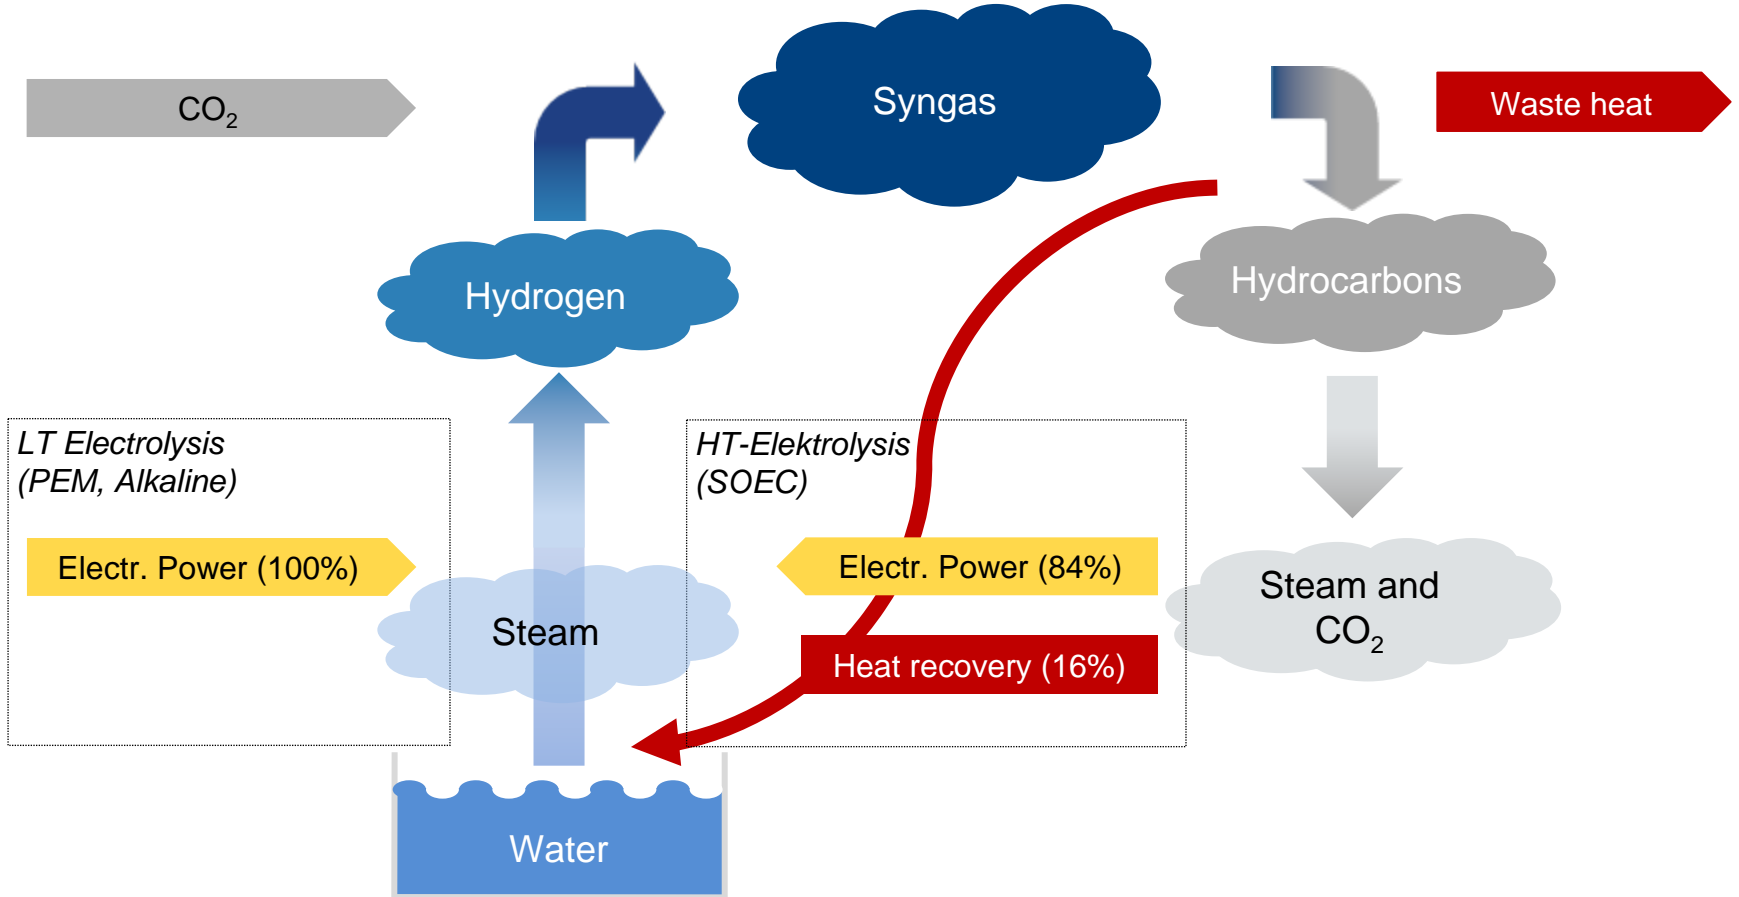 CO₂
Syngas
Waste heat
Hydrogen
Hydrocarbons
LT Electrolysis
(PEM, Alkaline)
HT-Elektrolysis
(SOEC)
Electr. Power (100%)
Electr. Power (84%)
Steam
Heat recovery (16%)
Steam and
CO₂
Water